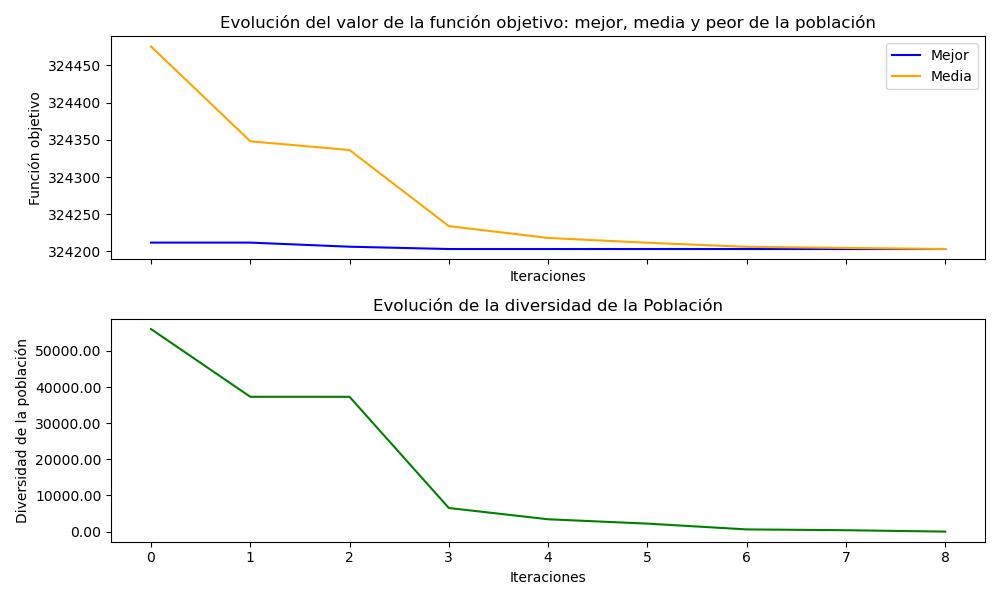 Evolución del valor de la función objetivo: mejor, media y peor de la población
Función objetivo
324450
324400
324350
324300
324250
324200
Mejor
Media
Iteraciones
Evolución de la diversidad de la Población
Diversidad de la población
50000.00
40000.00
30000.00
20000.00
10000.00
0.00
0 1 2 3 4 5 6 7 8
Iteraciones